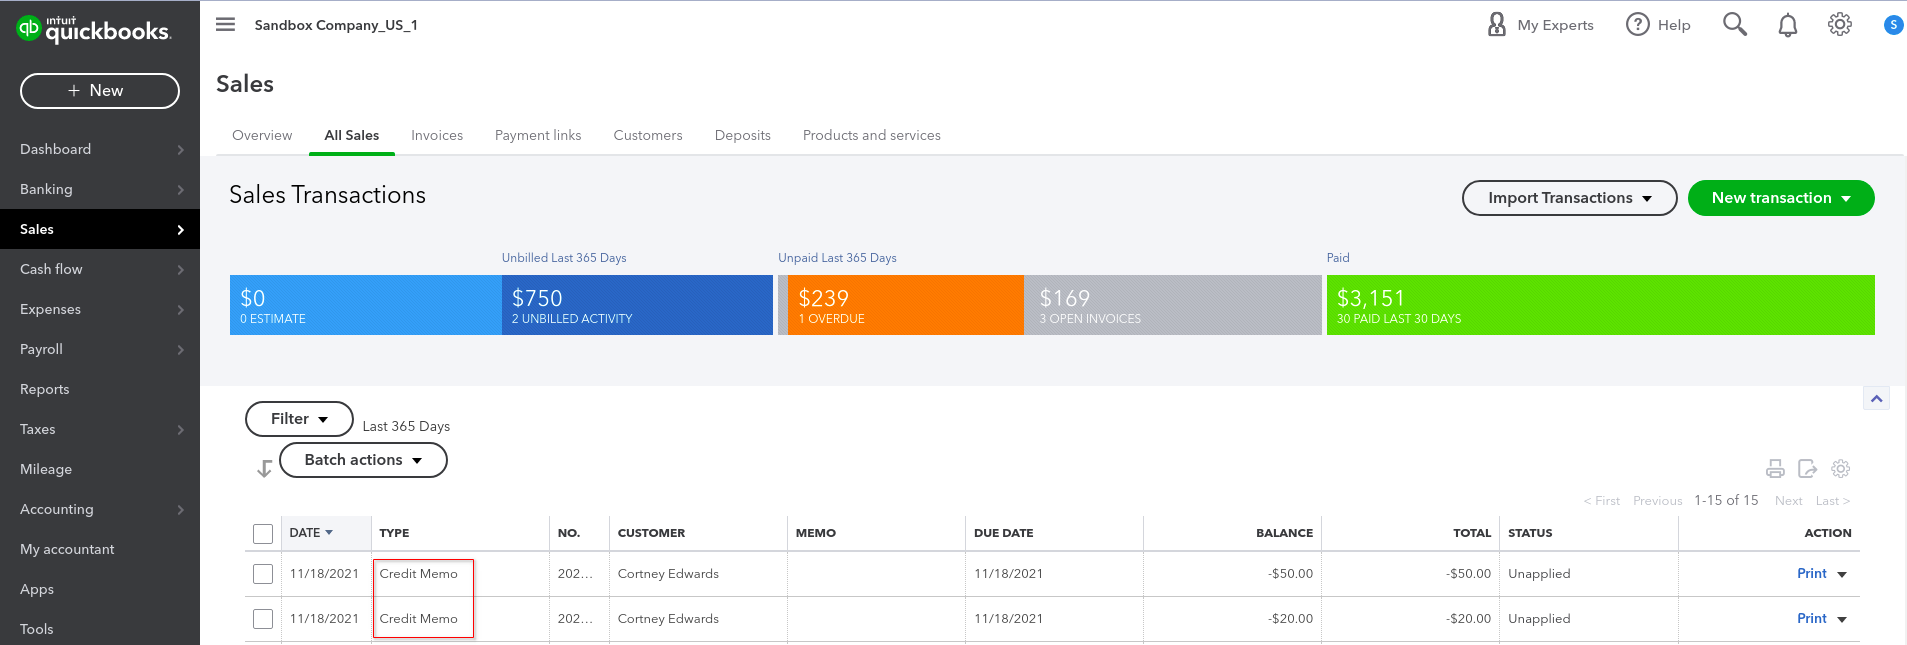 intuit
qb quickbooks.
+ New
Dashboard
Banking
Sales
Cash flow
Expenses
Payroll
Reports
Taxes
Mileage
Accounting
My accountant
Apps
Tools
Sandbox Company_US_1
My Experts
? Help
S
Sales
Overview All Sales Invoices Payment links Customers Deposits Products and services
Sales Transactions
Import Transactions
New transaction
Unbilled Last 365 Days
Unpaid Last 365 Days
Paid
$0
0 ESTIMATE
$750
2 UNBILLED ACTIVITY
$239
1 OVERDUE
$169
3 OPEN INVOICES
$3,151
30 PAID LAST 30 DAYS
Filter
Last 365 Days
Batch actions
< First Previous 1-15 of 15 Next Last >
DATE TYPE NO. CUSTOMER MEMO DUE DATE BALANCE TOTAL STATUS ACTION
11/18/2021 Credit Memo 202... Cortney Edwards 11/18/2021 -$50.00 -$50.00 Unapplied Print
11/18/2021 Credit Memo 202... Cortney Edwards 11/18/2021 -$20.00 -$20.00 Unapplied Print